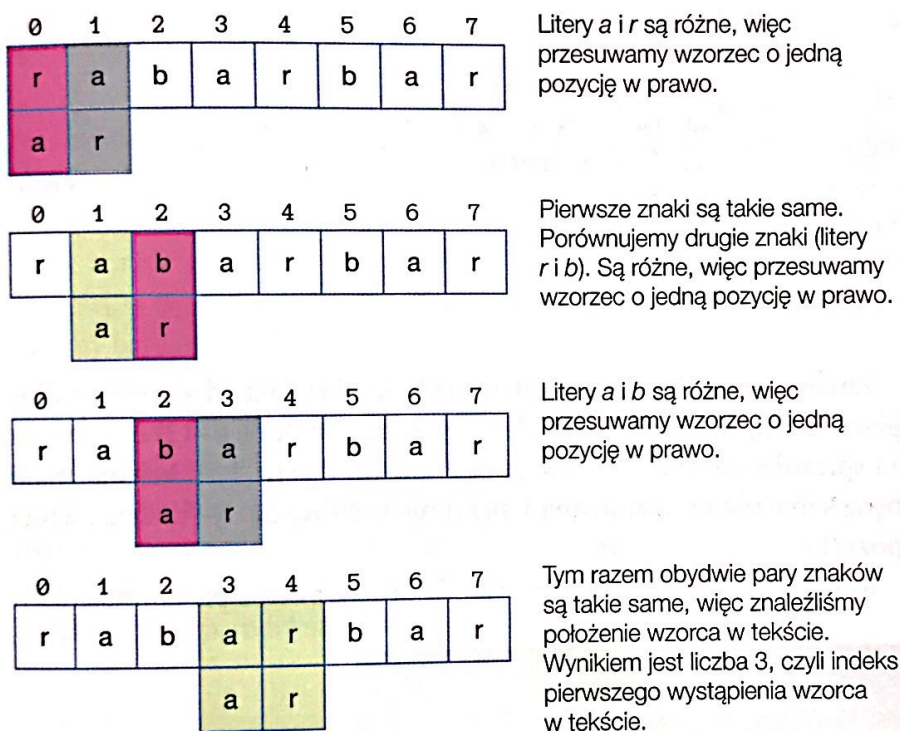 0 1 2 3 4 5 6 7
r a b a r b a r
a r
Litery a i r są różne, więc
przesuwamy wzorzec o jedną
pozycję w prawo.
0 1 2 3 4 5 6 7
r a b a r b a r
a r
Pierwsze znaki są takie same.
Porównujemy drugie znaki (litery
r i b). Są różne, więc przesuwamy
wzorzec o jedną pozycję w prawo.
0 1 2 3 4 5 6 7
r a b a r b a r
a r
Litery a i b są różne, więc
przesuwamy wzorzec o jedną
pozycję w prawo.
0 1 2 3 4 5 6 7
r a b a r b a r
a r
Tym razem obydwie pary znaków
są takie same, więc znaleźliśmy
położenie wzorca w tekście.
Wynikiem jest liczba 3, czyli indeks
pierwszego wystąpienia wzorca
w tekście.